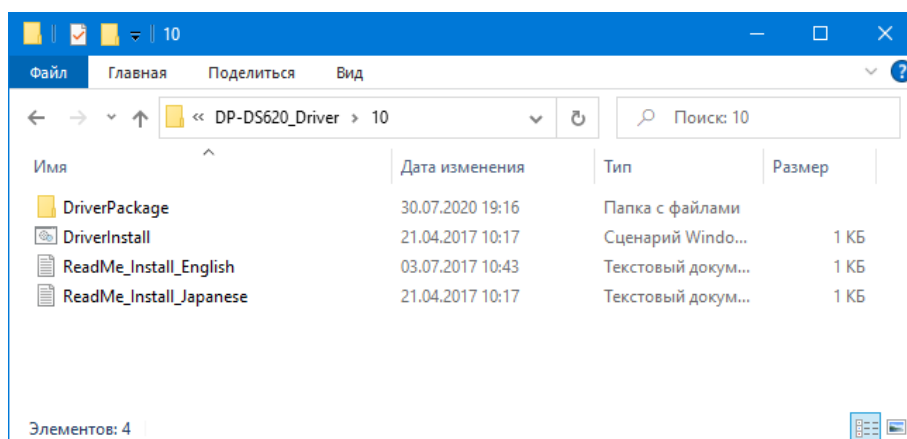 10
Файл Главная Поделиться Вид ?
« DP-DS620_Driver › 10 Поиск: 10
Имя Дата изменения Тип Размер
DriverPackage 30.07.2020 19:16 Папка с файлами
DriverInstall 21.04.2017 10:17 Сценарий Windo... 1 КБ
ReadMe_Install_English 03.07.2017 10:43 Текстовый докум... 1 КБ
ReadMe_Install_Japanese 21.04.2017 10:17 Текстовый докум... 1 КБ
Элементов: 4